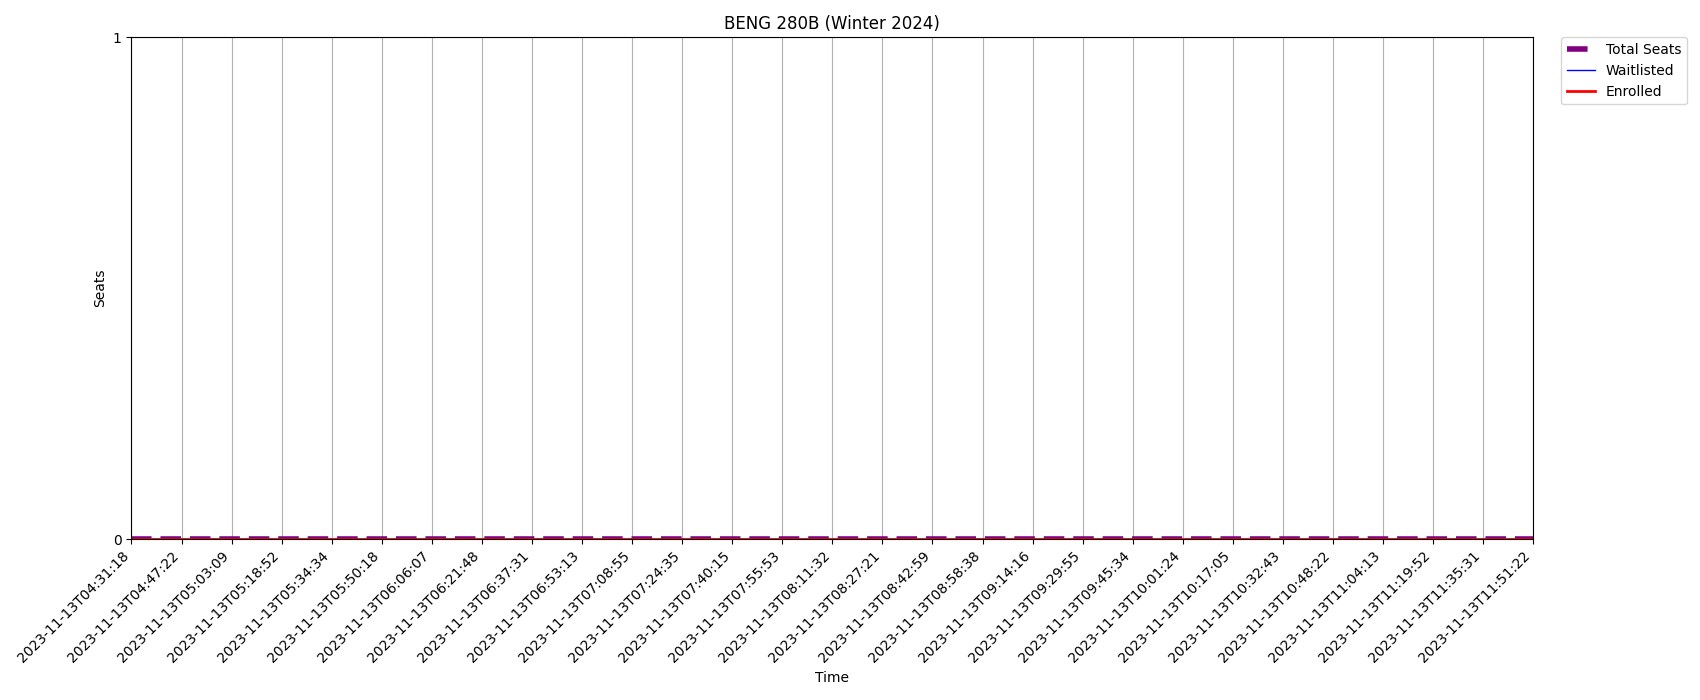 BENG 280B (Winter 2024)
1
0
Seats
Total Seats
Waitlisted
Enrolled
2023-11-13T04:31:18
2023-11-13T04:47:22
2023-11-13T05:03:09
2023-11-13T05:18:52
2023-11-13T05:34:34
2023-11-13T05:50:18
2023-11-13T06:06:07
2023-11-13T06:21:48
2023-11-13T06:37:31
2023-11-13T06:53:13
2023-11-13T07:08:55
2023-11-13T07:24:35
2023-11-13T07:40:15
2023-11-13T07:55:53
2023-11-13T08:11:32
2023-11-13T08:27:21
2023-11-13T08:42:59
2023-11-13T08:58:38
2023-11-13T09:14:16
2023-11-13T09:29:55
2023-11-13T09:45:34
2023-11-13T10:01:24
2023-11-13T10:17:05
2023-11-13T10:32:43
2023-11-13T10:48:22
2023-11-13T11:04:13
2023-11-13T11:19:52
2023-11-13T11:35:31
2023-11-13T11:51:22
Time